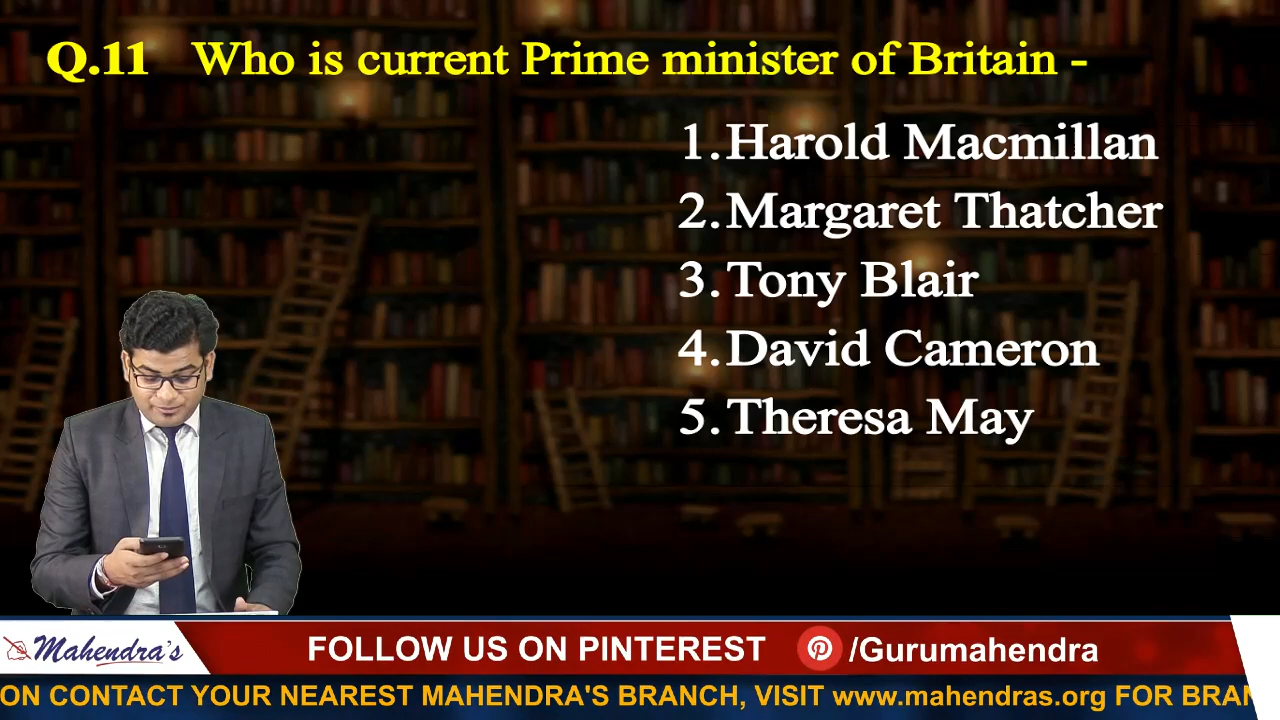 Q.11 Who is current Prime minister of Britain -
1. Harold Macmillan
2. Margaret Thatcher
3. Tony Blair
4. David Cameron
5. Theresa May
Mahendra's FOLLOW US ON PINTEREST /Gurumahendra
ON CONTACT YOUR NEAREST MAHENDRA'S BRANCH, VISIT www.mahendras.org FOR BRAN